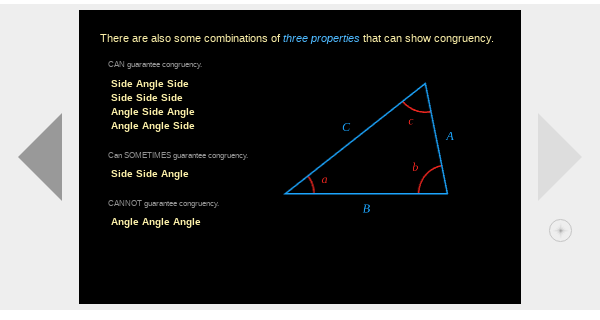 There are also some combinations of three properties that can show congruency.
CAN guarantee congruency.
Side Angle Side
Side Side Side
Angle Side Angle
Angle Angle Side
Can SOMETIMES guarantee congruency.
Side Side Angle
CANNOT guarantee congruency.
Angle Angle Angle
C
c
A
b
a
B